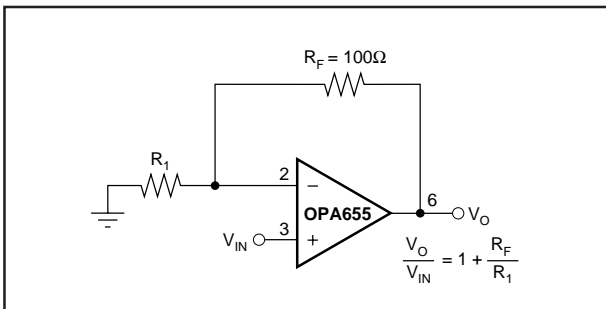 R_F = 100Ω
R_1
2
−
OPA655
6
V_O
V_IN
3
+
V_O / V_IN = 1 + R_F / R_1